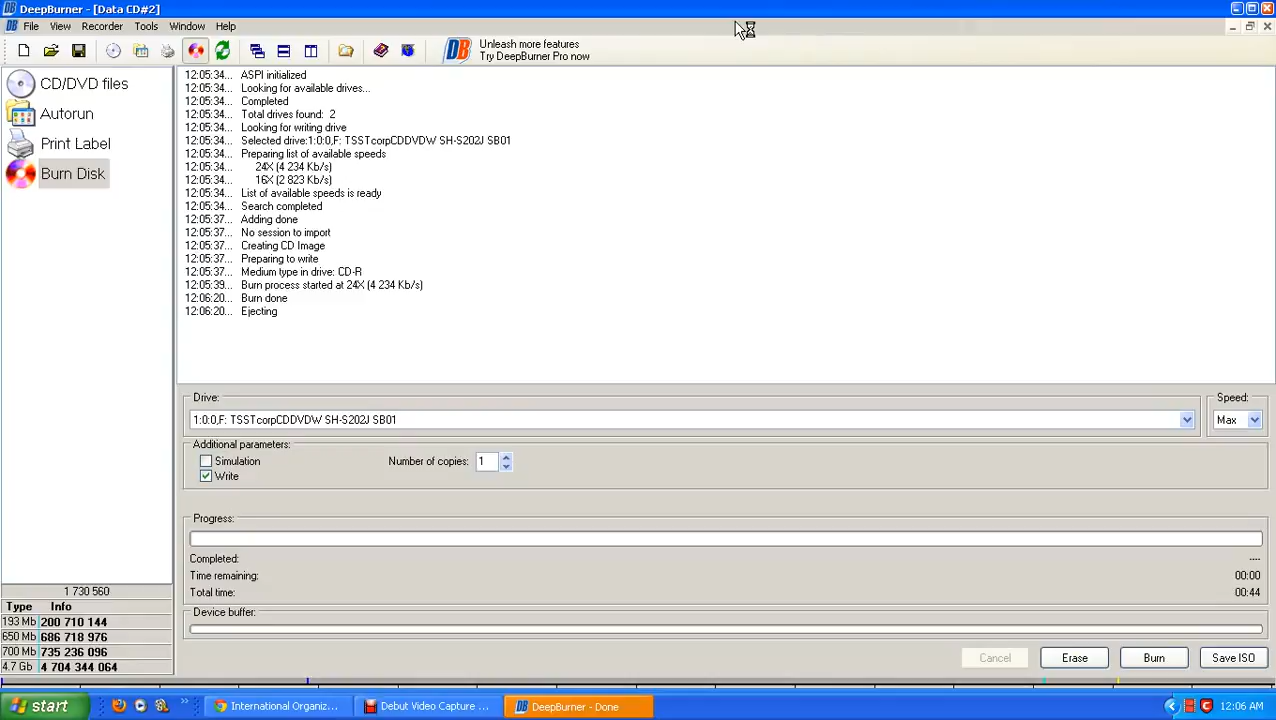 DeepBurner - [Data CD#2]
File View Recorder Tools Window Help
DB Unleash more features
Try DeepBurner Pro now
CD/DVD files
Autorun
Print Label
Burn Disk
12:05:34... ASPI initialized
12:05:34... Looking for available drives...
12:05:34... Completed
12:05:34... Total drives found: 2
12:05:34... Looking for writing drive
12:05:34... Selected drive:1:0:0,F: TSSTcorpCDDVDW SH-S202J SB01
12:05:34... Preparing list of available speeds
12:05:34... 24X (4 234 Kb/s)
12:05:34... 16X (2 823 Kb/s)
12:05:34... List of available speeds is ready
12:05:34... Search completed
12:05:37... Adding done
12:05:37... No session to import
12:05:37... Creating CD Image
12:05:37... Preparing to write
12:05:37... Medium type in drive: CD-R
12:05:39... Burn process started at 24X (4 234 Kb/s)
12:06:20... Burn done
12:06:20... Ejecting
Drive: Speed:
1:0:0,F: TSSTcorpCDDVDW SH-S202J SB01 Max
Additional parameters:
Simulation Number of copies: 1
Write
Progress:
Completed: ----
Time remaining: 00:00
Total time: 00:44
Device buffer:
Cancel Erase Burn Save ISO
1 730 560
Type Info
193 Mb 200 710 144
650 Mb 686 718 976
700 Mb 735 236 096
4.7 Gb 4 704 344 064
start International Organiz... Debut Video Capture ... DeepBurner - Done 12:06 AM